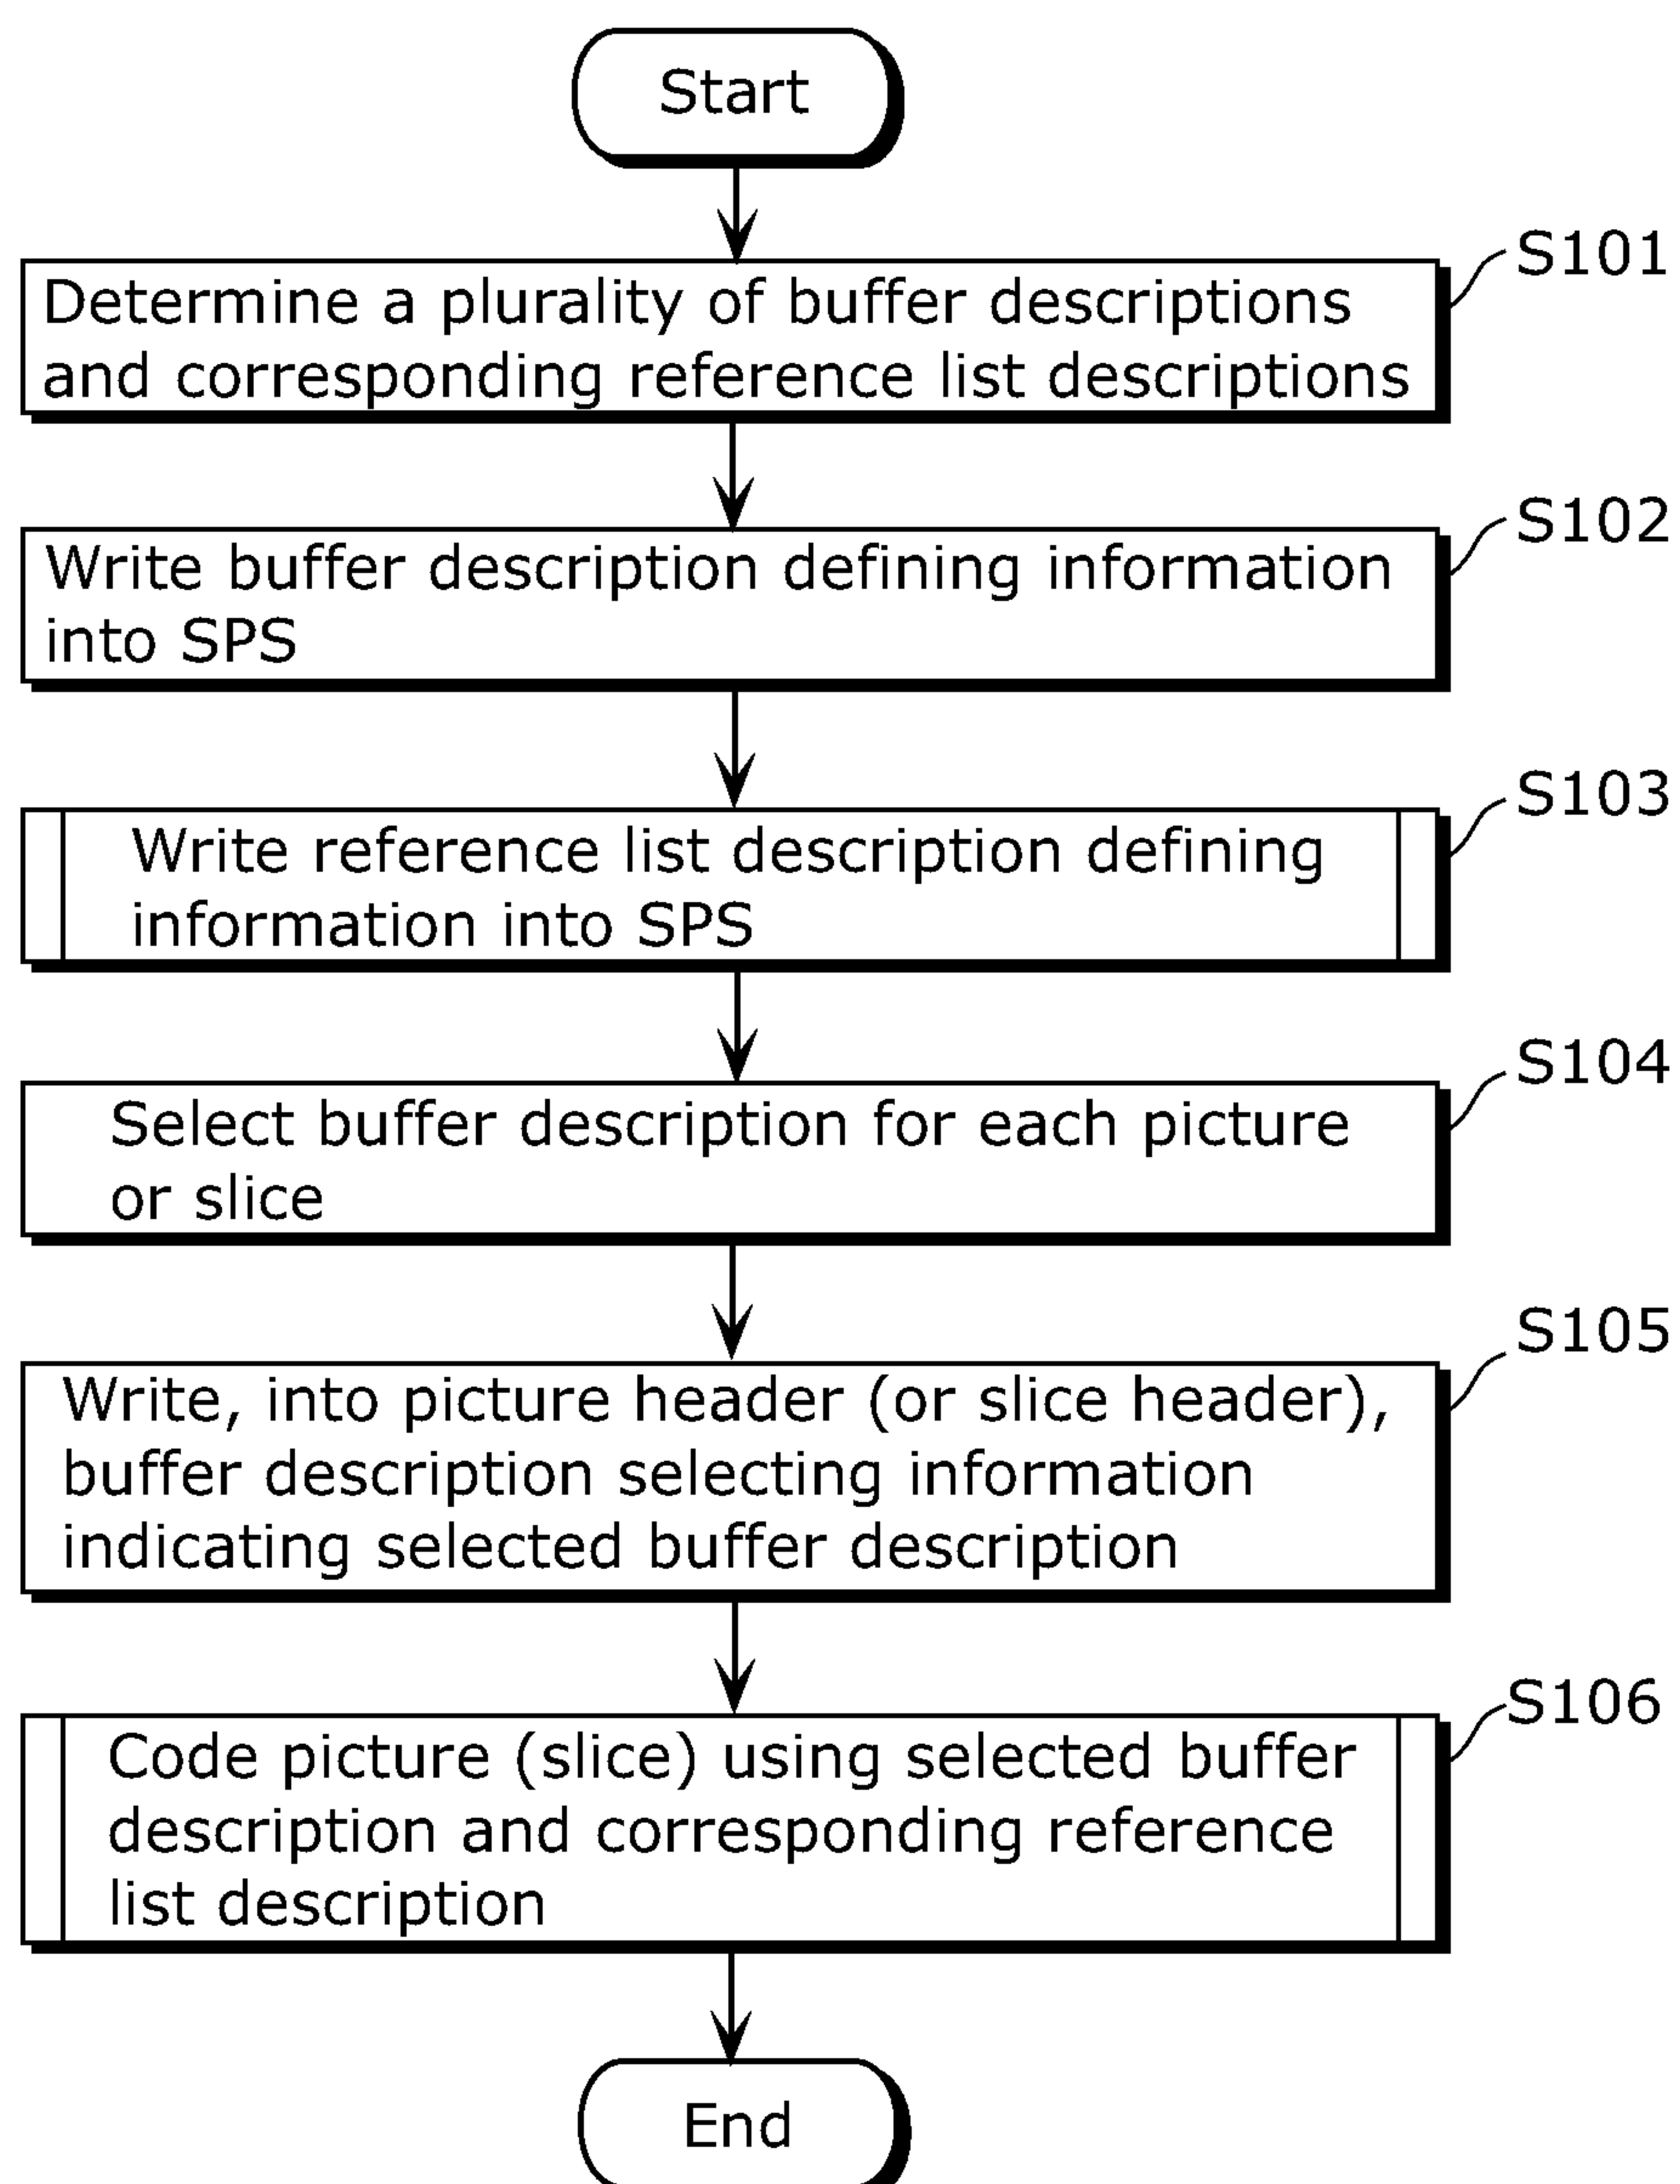 Start
S101
Determine a plurality of buffer descriptions
and corresponding reference list descriptions
S102
Write buffer description defining information
into SPS
S103
Write reference list description defining
information into SPS
S104
Select buffer description for each picture
or slice
S105
Write, into picture header (or slice header),
buffer description selecting information
indicating selected buffer description
S106
Code picture (slice) using selected buffer
description and corresponding reference
list description
End